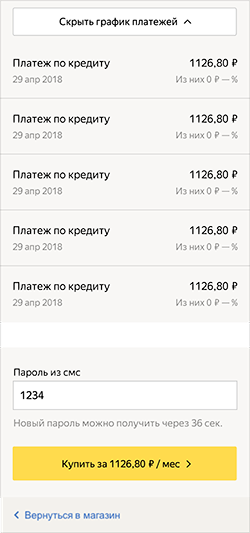 Скрыть график платежей
Платеж по кредиту 1126,80 ₽
29 апр 2018 Из них 0 ₽ — %
Платеж по кредиту 1126,80 ₽
29 апр 2018 Из них 0 ₽ — %
Платеж по кредиту 1126,80 ₽
29 апр 2018 Из них 0 ₽ — %
Платеж по кредиту 1126,80 ₽
29 апр 2018 Из них 0 ₽ — %
Платеж по кредиту 1126,80 ₽
29 апр 2018 Из них 0 ₽ — %
Пароль из смс
1234
Новый пароль можно получить через 36 сек.
Купить за 1126,80 ₽ / мес
Вернуться в магазин